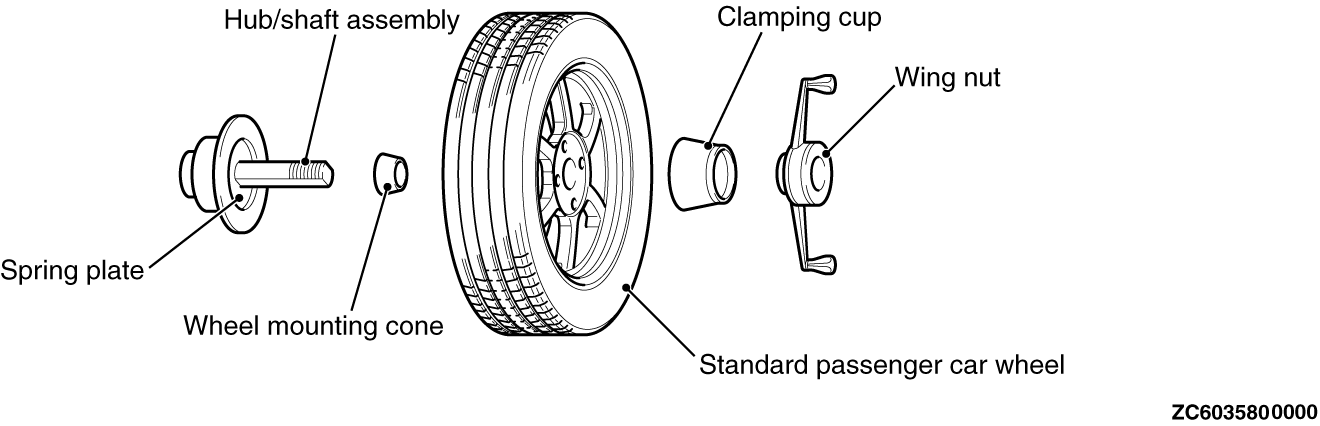 Hub/shaft assembly
Clamping cup
Wing nut
Spring plate
Wheel mounting cone
Standard passenger car wheel
ZC6035800000